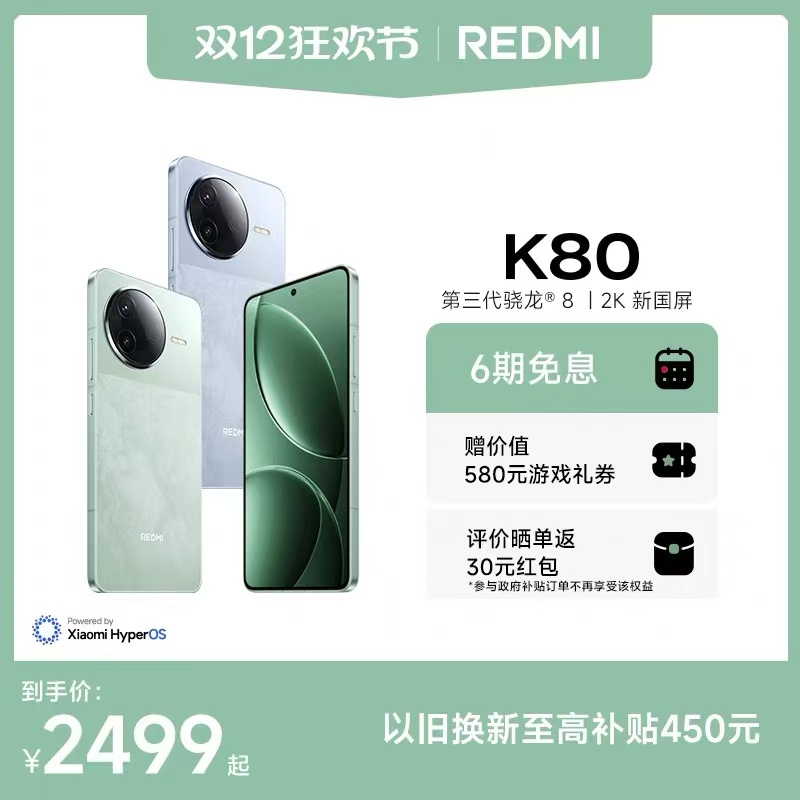 双12狂欢节 | REDMI
K80
第三代骁龙® 8 | 2K 新国屏
6期免息
赠价值
580元游戏礼券
评价晒单返
30元红包
*参与政府补贴订单不再享受该权益
REDMI
REDMI
Powered by
Xiaomi HyperOS
到手价:
¥2499起
以旧换新至高补贴450元